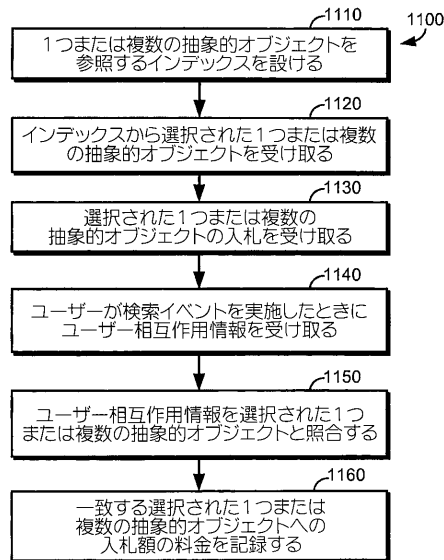 1100
1110
1つまたは複数の抽象的オブジェクトを
参照するインデックスを設ける
1120
インデックスから選択された1つまたは複数
の抽象的オブジェクトを受け取る
1130
選択された1つまたは複数の
抽象的オブジェクトの入札を受け取る
1140
ユーザーが検索イベントを実施したときに
ユーザー相互作用情報を受け取る
1150
ユーザー相互作用情報を選択された1つ
または複数の抽象的オブジェクトと照合する
1160
一致する選択された1つまたは
複数の抽象的オブジェクトへの
入札額の料金を記録する